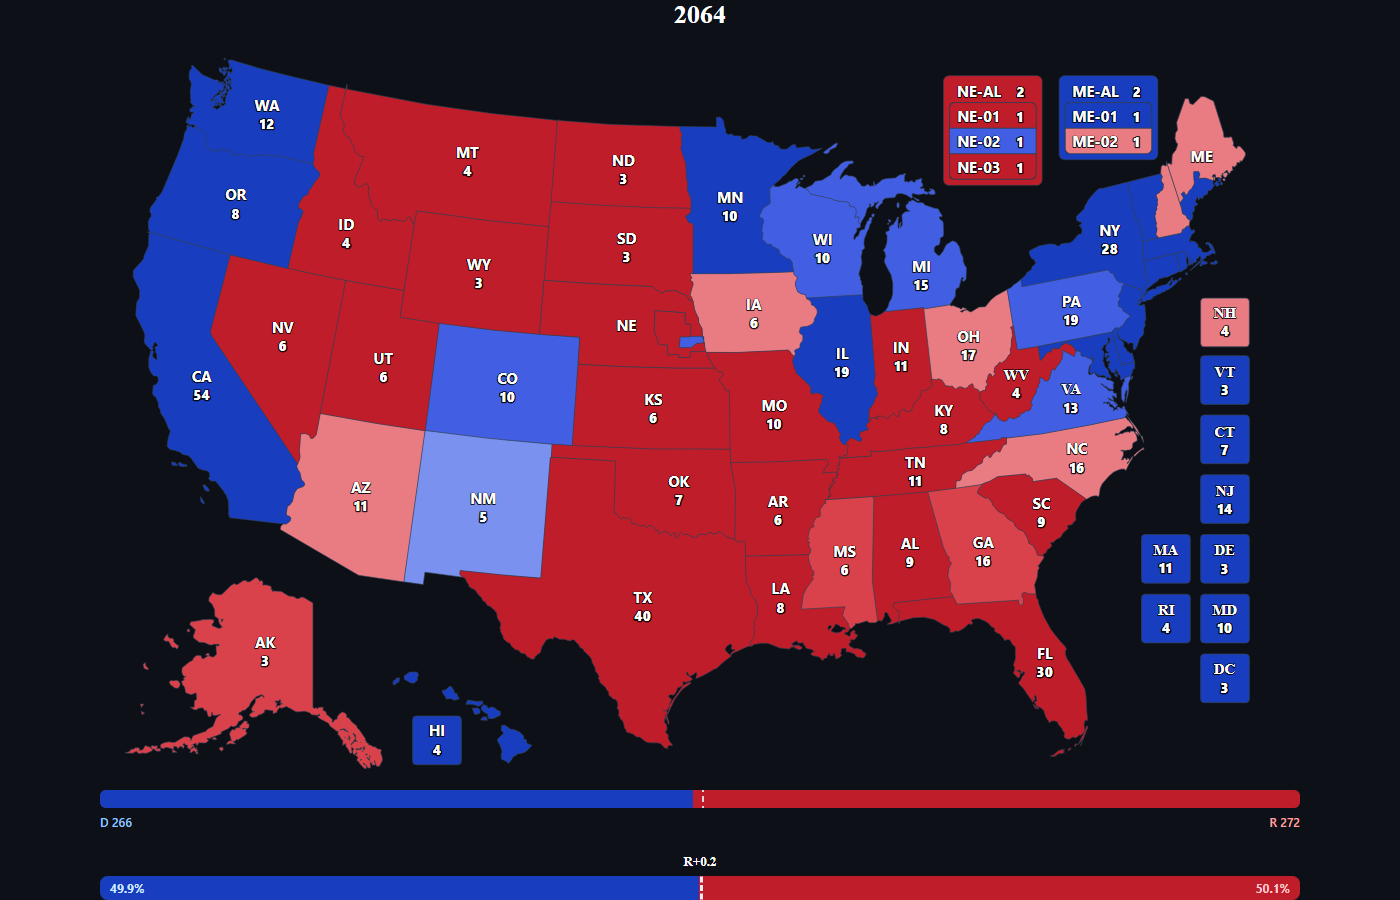 2064
WA
12
OR
8
CA
54
ID
4
NV
6
MT
4
WY
3
UT
6
AZ
11
CO
10
NM
5
ND
3
SD
3
NE
KS
6
OK
7
TX
40
MN
10
IA
6
MO
10
AR
6
LA
8
WI
10
IL
19
MI
15
IN
11
OH
17
KY
8
WV
4
TN
11
MS
6
AL
9
GA
16
FL
30
SC
9
NC
16
VA
13
PA
19
NY
28
ME
AK
3
HI
4
NE-AL 2
NE-01 1
NE-02 1
NE-03 1
ME-AL 2
ME-01 1
ME-02 1
NH
4
VT
3
CT
7
NJ
14
MA
11
DE
3
RI
4
MD
10
DC
3
D 266
R 272
R+0.2
49.9%
50.1%